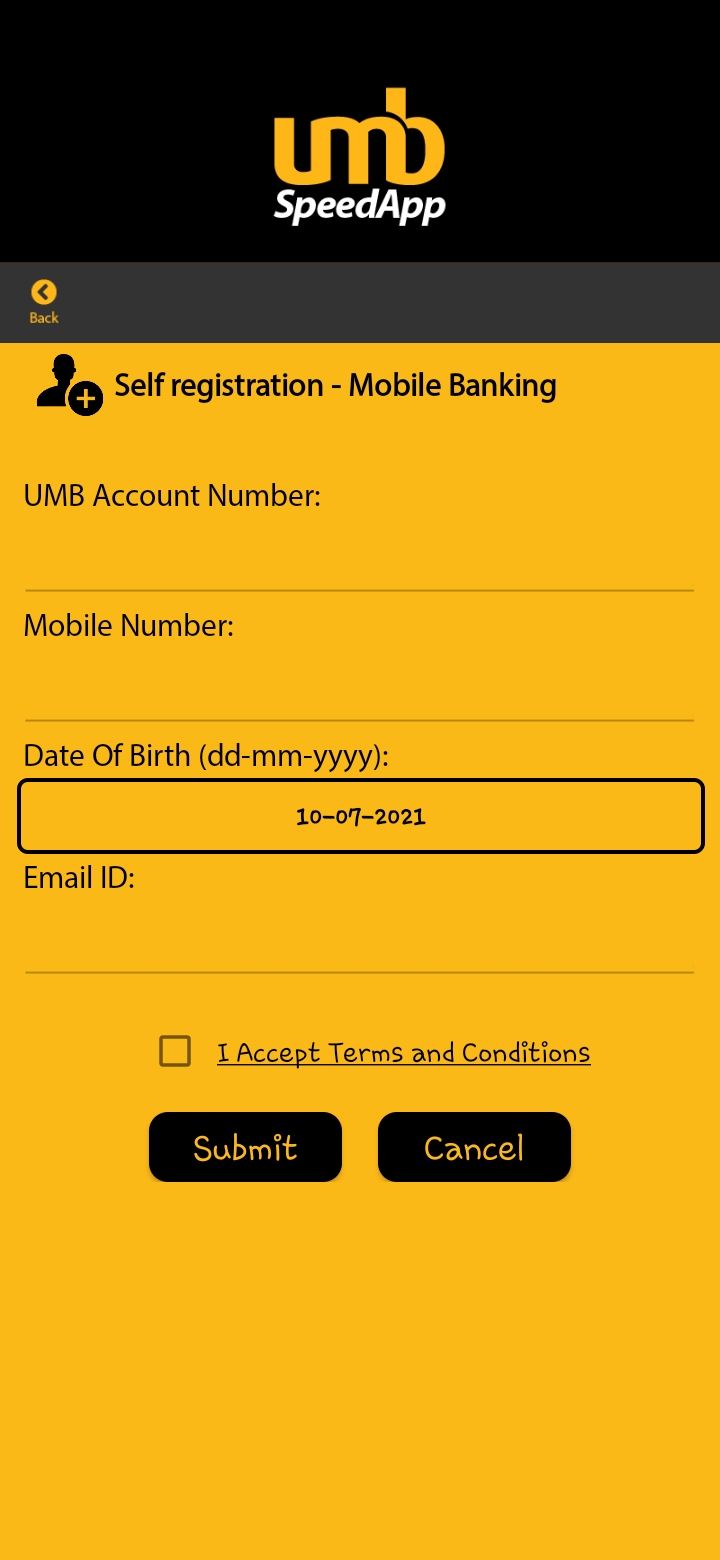 umb
SpeedApp
Back
Self registration - Mobile Banking
UMB Account Number:
Mobile Number:
Date Of Birth (dd-mm-yyyy):
10-07-2021
Email ID:
I Accept Terms and Conditions
Submit Cancel